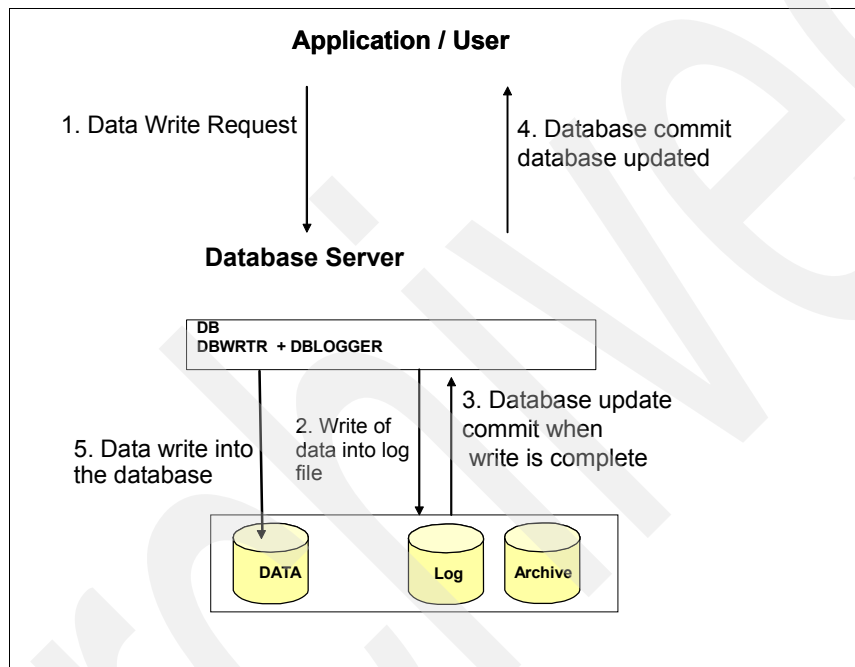 Application / User
1. Data Write Request
4. Database commit
database updated
Database Server
DB
DBWRTR + DBLOGGER
5. Data write into
the database
2. Write of
data into log
file
3. Database update
commit when
write is complete
DATA
Log
Archive